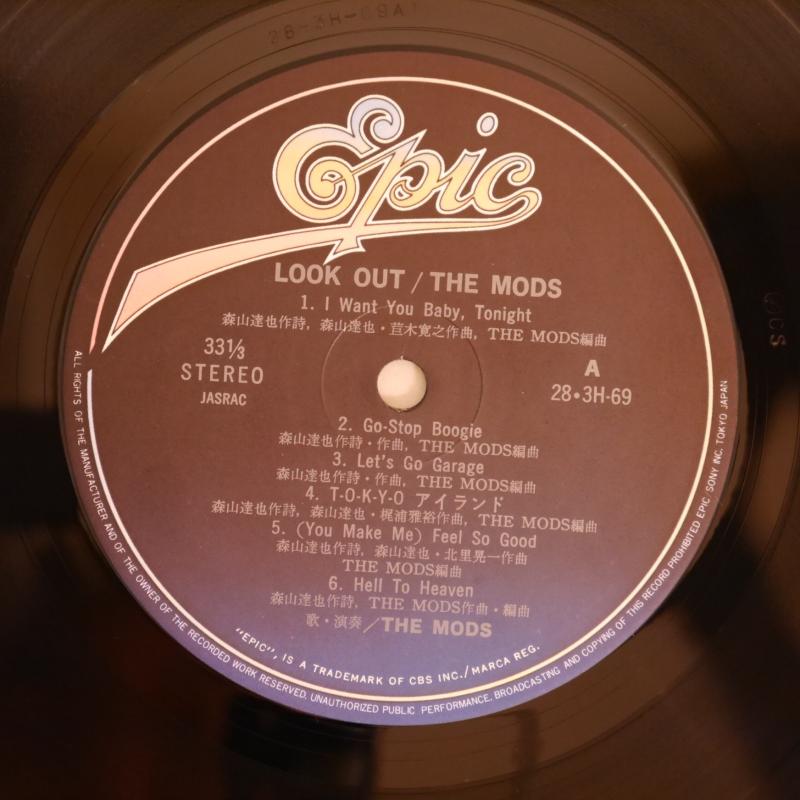 28-3H-69A1
Epic
LOOK OUT / THE MODS
1. I Want You Baby, Tonight
森山達也作詩, 森山達也・苣木寛之作曲, THE MODS編曲
33⅓
STEREO
JASRAC
A
28・3H-69
2. Go-Stop Boogie
森山達也作詩・作曲, THE MODS編曲
3. Let's Go Garage
森山達也作詩・作曲, THE MODS編曲
4. T-O-K-Y-O アイランド
森山達也作詩, 森山達也・梶浦雅裕作曲, THE MODS編曲
5. (You Make Me) Feel So Good
森山達也作詩, 森山達也・北里晃一作曲
THE MODS編曲
6. Hell To Heaven
森山達也作詩, THE MODS作曲・編曲
歌・演奏/THE MODS
"EPIC", IS A TRADEMARK OF CBS INC./MARCA REG.
ALL RIGHTS OF THE MANUFACTURER AND OF THE OWNER OF THE RECORDED WORK RESERVED. UNAUTHORIZED PUBLIC PERFORMANCE, BROADCASTING AND COPYING OF THIS RECORD PROHIBITED EPIC/SONY INC. TOKYO JAPAN